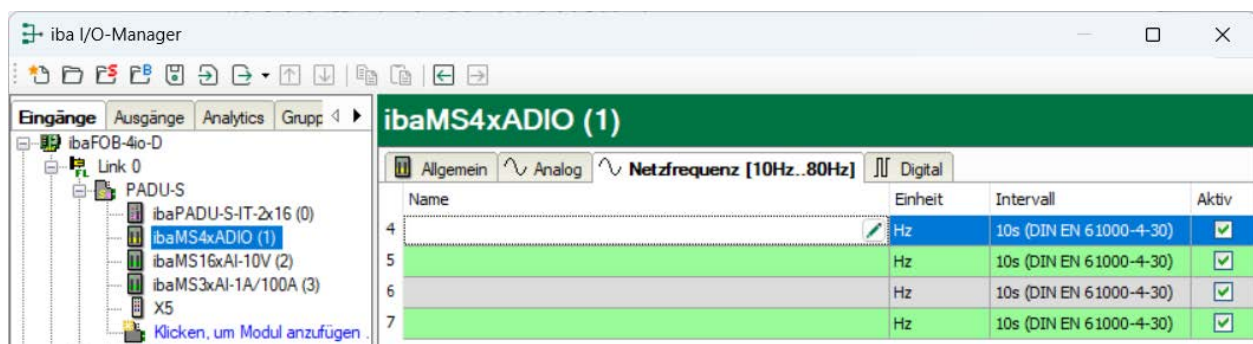 iba I/O-Manager
Eingänge Ausgänge Analytics Grupp
ibaFOB-4io-D
Link 0
PADU-S
ibaPADU-S-IT-2x16 (0)
ibaMS4xADIO (1)
ibaMS16xAI-10V (2)
ibaMS3xAI-1A/100A (3)
X5
Klicken, um Modul anzufügen .
ibaMS4xADIO (1)
Allgemein Analog Netzfrequenz [10Hz..80Hz] Digital
Name Einheit Intervall Aktiv
4 Hz 10s (DIN EN 61000-4-30)
5 Hz 10s (DIN EN 61000-4-30)
6 Hz 10s (DIN EN 61000-4-30)
7 Hz 10s (DIN EN 61000-4-30)